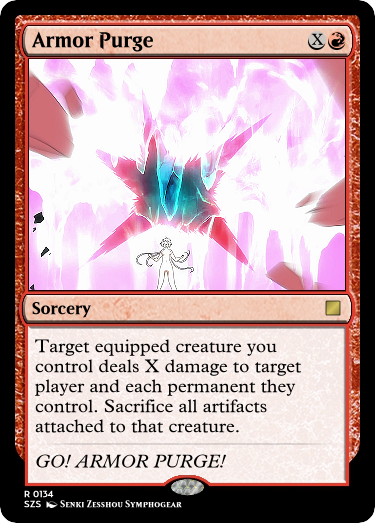 Armor Purge
X
Sorcery
Target equipped creature you
control deals X damage to target
player and each permanent they
control. Sacrifice all artifacts
attached to that creature.
GO! ARMOR PURGE!
R 0134
SZS Senki Zesshou Symphogear